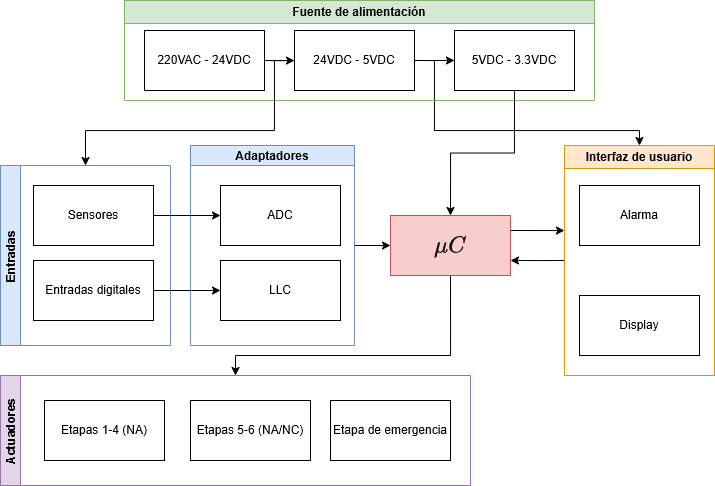 Fuente de alimentación
220VAC - 24VDC
24VDC - 5VDC
5VDC - 3.3VDC
Entradas
Sensores
Entradas digitales
Adaptadores
ADC
LLC
μC
Interfaz de usuario
Alarma
Display
Actuadores
Etapas 1-4 (NA)
Etapas 5-6 (NA/NC)
Etapa de emergencia